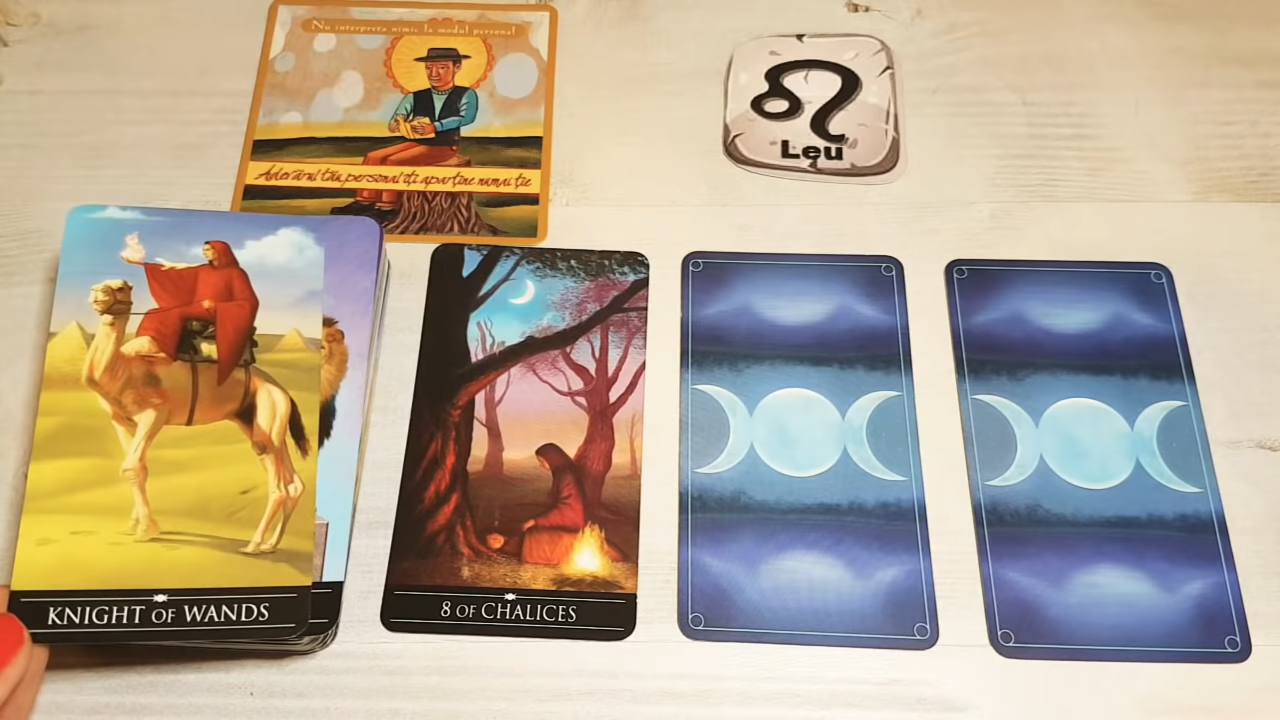 Nu interpreta nimic la modul personal
Adevărul tău personal îți aparține numai ție
Leu
KNIGHT OF WANDS
8 OF CHALICES